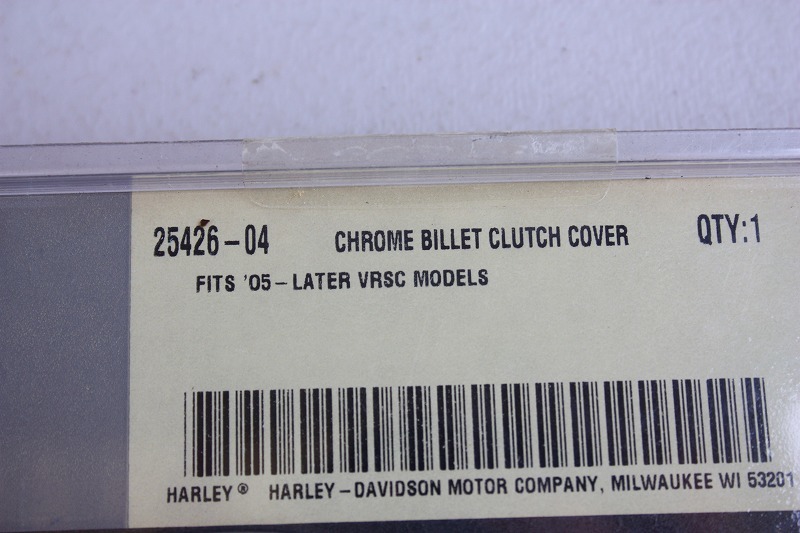 25426-04 CHROME BILLET CLUTCH COVER QTY:1
FITS '05-LATER VRSC MODELS
HARLEY® HARLEY-DAVIDSON MOTOR COMPANY, MILWAUKEE WI 53201